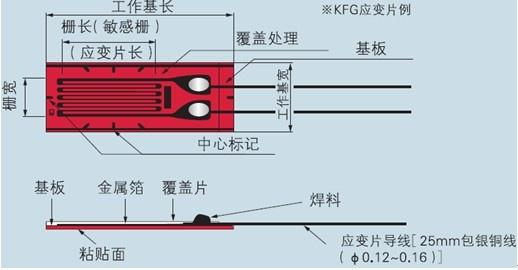 工作基长
※KFG应变片例
栅长(敏感栅)
(应变片长)
覆盖处理
基板
栅宽
工作基宽
中心标记
基板
金属箔
覆盖片
焊料
粘贴面
应变片导线[25mm包银铜线
(ϕ0.12~0.16)]